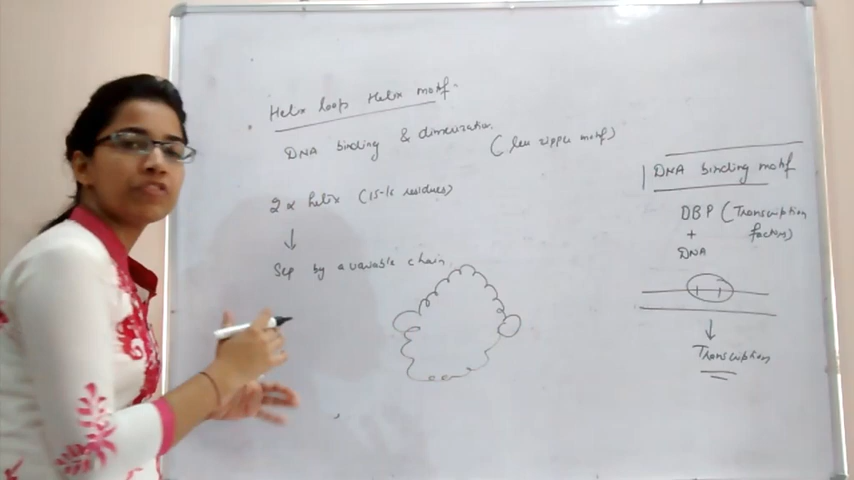 Helix loop Helix motif.
DNA binding & dimerization
(leu zipper motif)
2 α helix (15-16 residues)
↓
Sep by a variable chain
DNA binding motif
DBP (Transcription
+ factors)
DNA
↓
Transcription